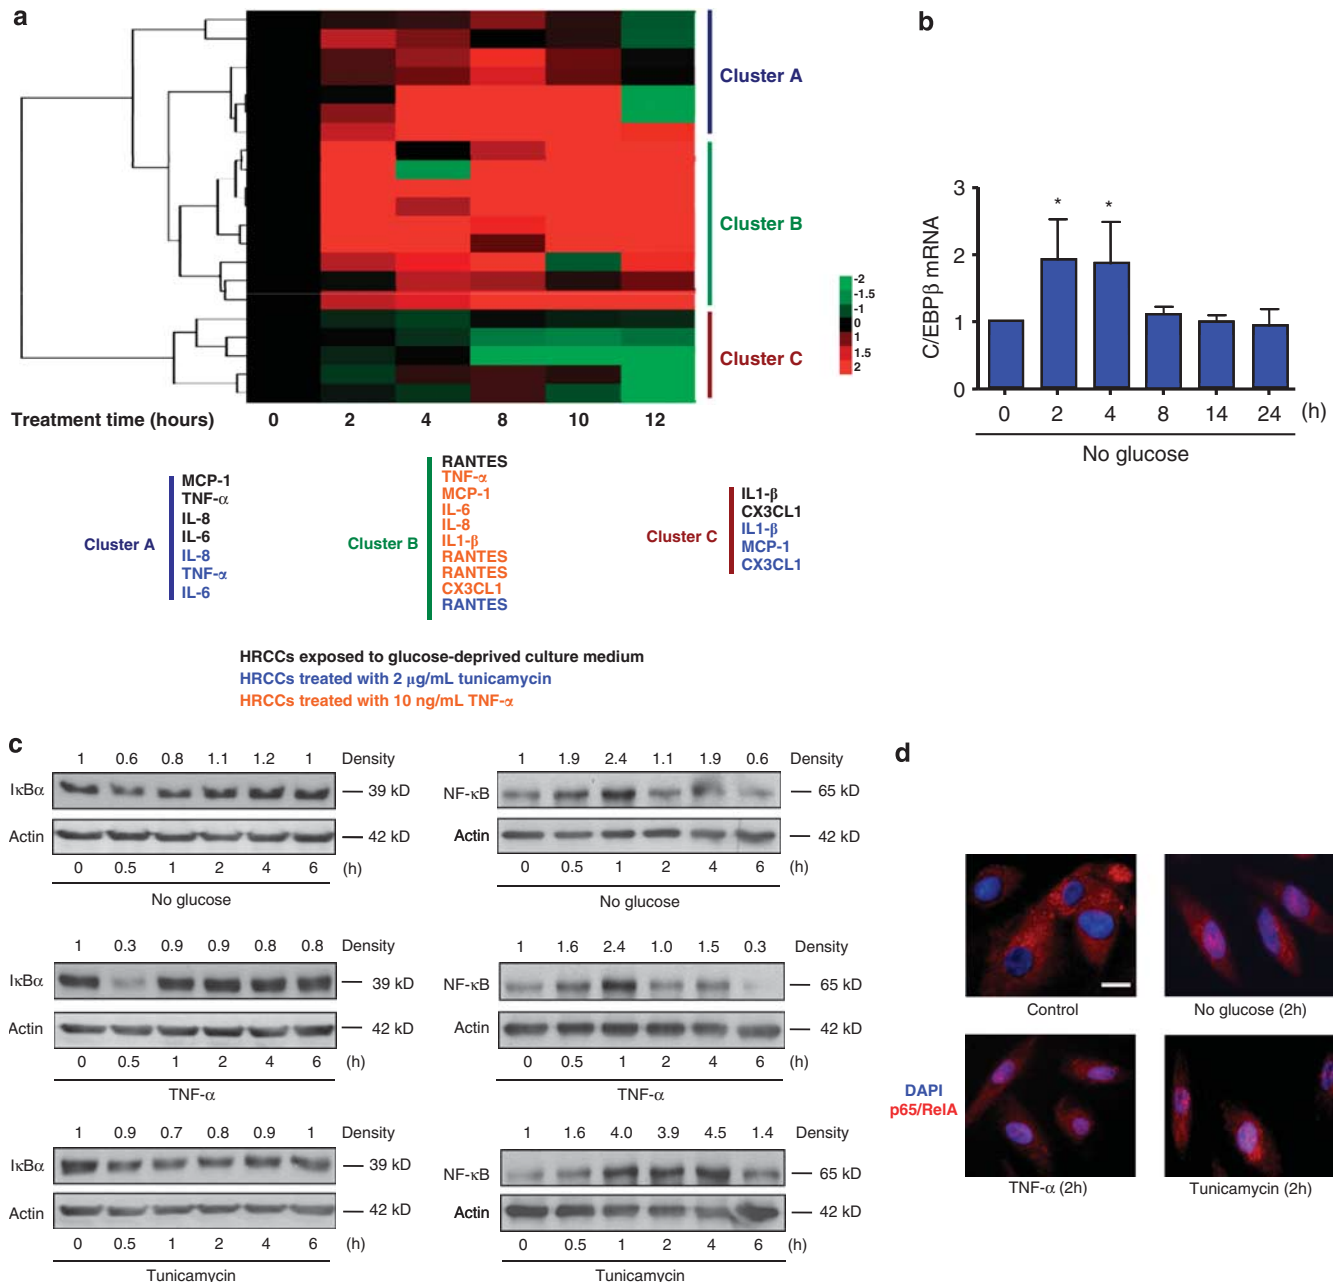 a
Cluster A
Cluster B
Cluster C
-2
-1.5
-1
0
1
1.5
2
Treatment time (hours) 0 2 4 8 10 12
Cluster A
MCP-1
TNF-α
IL-8
IL-6
IL-8
TNF-α
IL-6
Cluster B
RANTES
TNF-α
MCP-1
IL-6
IL-8
IL1-β
RANTES
RANTES
CX3CL1
RANTES
Cluster C
IL1-β
CX3CL1
IL1-β
MCP-1
CX3CL1
HRCCs exposed to glucose-deprived culture medium
HRCCs treated with 2 μg/mL tunicamycin
HRCCs treated with 10 ng/mL TNF-α
b
C/EBPβ mRNA
3
2
1
0
* *
0 2 4 8 14 24 (h)
No glucose
c
1 0.6 0.8 1.1 1.2 1 Density
IκBα 39 kD
Actin 42 kD
0 0.5 1 2 4 6 (h)
No glucose
1 1.9 2.4 1.1 1.9 0.6 Density
NF-κB 65 kD
Actin 42 kD
0 0.5 1 2 4 6 (h)
No glucose
1 0.3 0.9 0.9 0.8 0.8 Density
IκBα 39 kD
Actin 42 kD
0 0.5 1 2 4 6 (h)
TNF-α
1 1.6 2.4 1.0 1.5 0.3 Density
NF-κB 65 kD
Actin 42 kD
0 0.5 1 2 4 6 (h)
TNF-α
1 0.9 0.7 0.8 0.9 1 Density
IκBα 39 kD
Actin 42 kD
0 0.5 1 2 4 6 (h)
Tunicamycin
1 1.6 4.0 3.9 4.5 1.4 Density
NF-κB 65 kD
Actin 42 kD
0 0.5 1 2 4 6 (h)
Tunicamycin
d
Control
No glucose (2h)
DAPI
p65/RelA
TNF-α (2h)
Tunicamycin (2h)